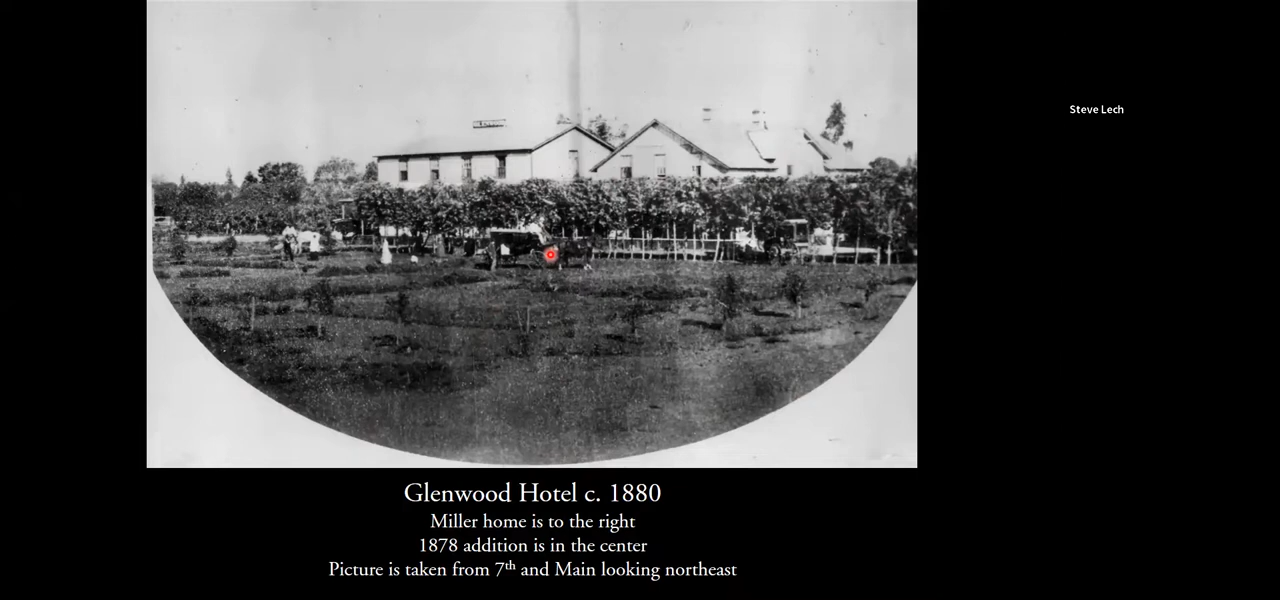 Steve Lech
Glenwood Hotel c. 1880
Miller home is to the right
1878 addition is in the center
Picture is taken from 7th and Main looking northeast